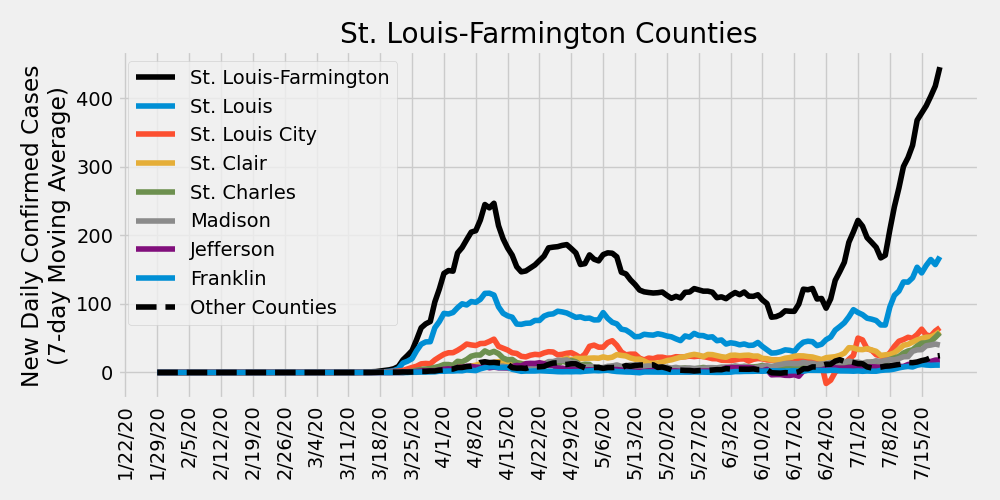 St. Louis-Farmington Counties
New Daily Confirmed Cases
(7-day Moving Average)
400
300
200
100
0
St. Louis-Farmington
St. Louis
St. Louis City
St. Clair
St. Charles
Madison
Jefferson
Franklin
Other Counties
1/22/20
1/29/20
2/5/20
2/12/20
2/19/20
2/26/20
3/4/20
3/11/20
3/18/20
3/25/20
4/1/20
4/8/20
4/15/20
4/22/20
4/29/20
5/6/20
5/13/20
5/20/20
5/27/20
6/3/20
6/10/20
6/17/20
6/24/20
7/1/20
7/8/20
7/15/20